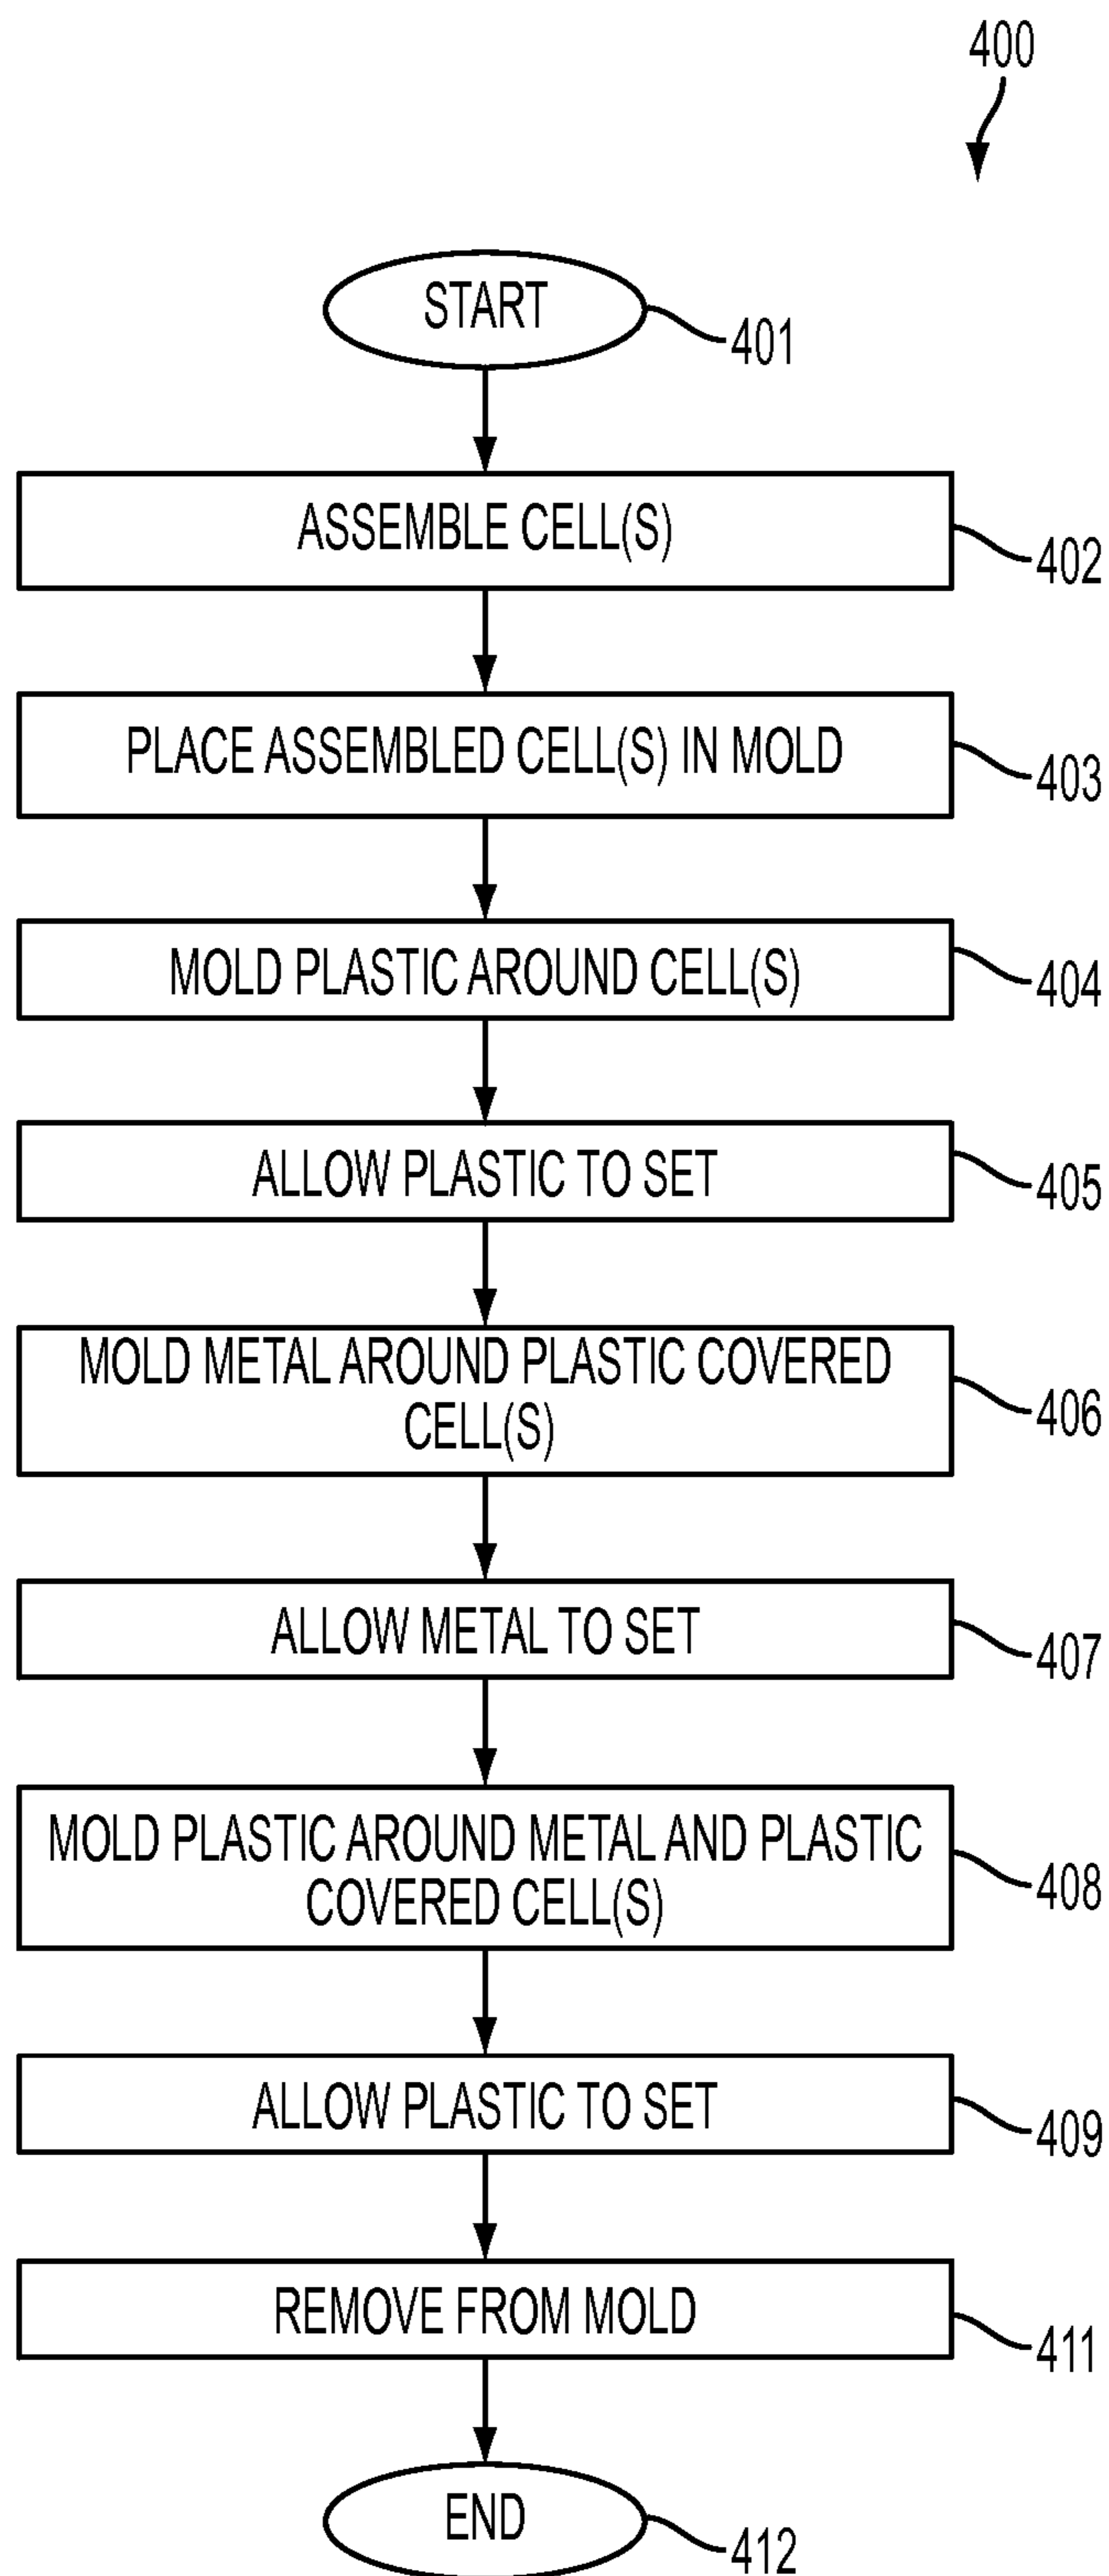 400
START
401
ASSEMBLE CELL(S)
402
PLACE ASSEMBLED CELL(S) IN MOLD
403
MOLD PLASTIC AROUND CELL(S)
404
ALLOW PLASTIC TO SET
405
MOLD METAL AROUND PLASTIC COVERED
CELL(S)
406
ALLOW METAL TO SET
407
MOLD PLASTIC AROUND METAL AND PLASTIC
COVERED CELL(S)
408
ALLOW PLASTIC TO SET
409
REMOVE FROM MOLD
411
END
412